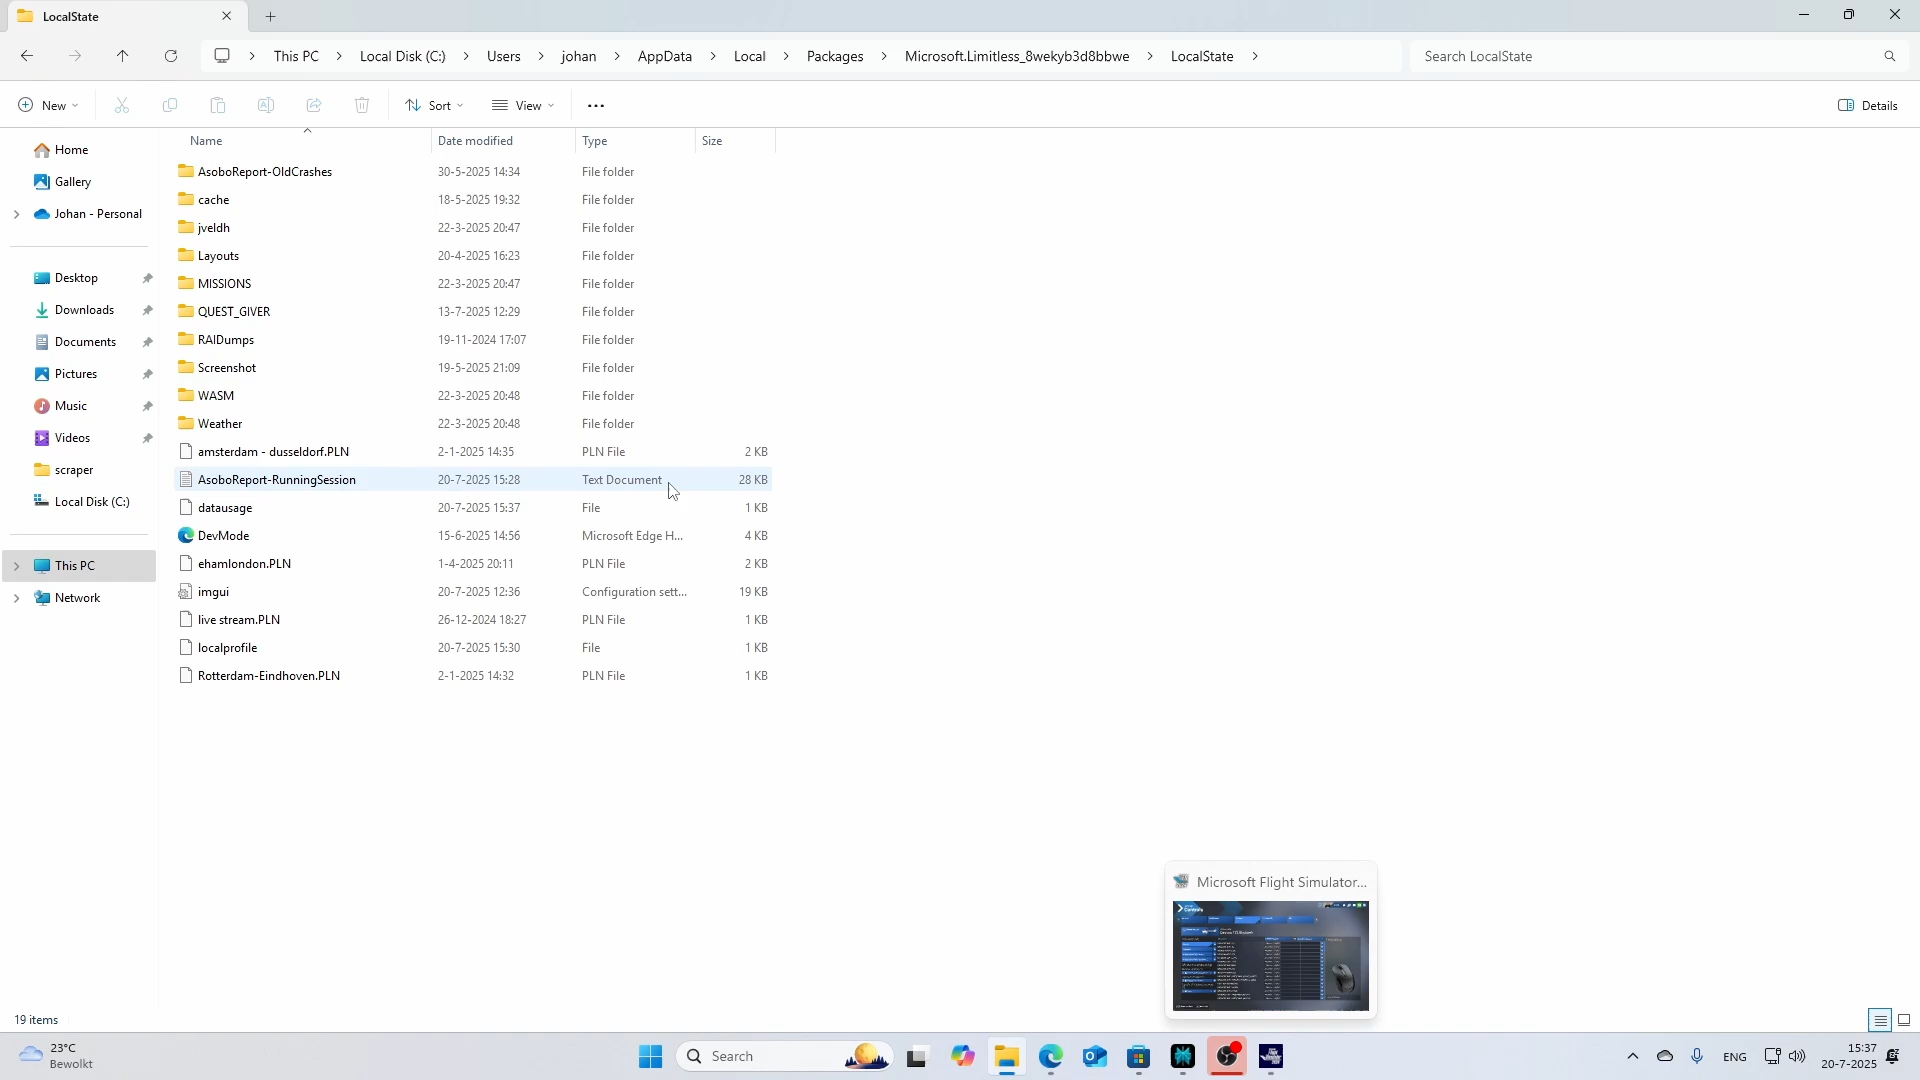 LocalState
This PC
Local Disk (C:)
Users
johan
AppData
Local
Packages
Microsoft.Limitless_8wekyb3d8bbwe
LocalState
Search LocalState
New
Sort
View
Details
Home
Gallery
Johan - Personal
Desktop
Downloads
Documents
Pictures
Music
Videos
scraper
Local Disk (C:)
This PC
Network
Name Date modified Type Size
AsoboReport-OldCrashes 30-5-2025 14:34 File folder
cache 18-5-2025 19:32 File folder
jveldh 22-3-2025 20:47 File folder
Layouts 20-4-2025 16:23 File folder
MISSIONS 22-3-2025 20:47 File folder
QUEST_GIVER 13-7-2025 12:29 File folder
RAIDumps 19-11-2024 17:07 File folder
Screenshot 19-5-2025 21:09 File folder
WASM 22-3-2025 20:48 File folder
Weather 22-3-2025 20:48 File folder
amsterdam - dusseldorf.PLN 2-1-2025 14:35 PLN File 2 KB
AsoboReport-RunningSession 20-7-2025 15:28 Text Document 28 KB
datausage 20-7-2025 15:37 File 1 KB
DevMode 15-6-2025 14:56 Microsoft Edge H... 4 KB
ehamlondon.PLN 1-4-2025 20:11 PLN File 2 KB
imgui 20-7-2025 12:36 Configuration sett... 19 KB
live stream.PLN 26-12-2024 18:27 PLN File 1 KB
localprofile 20-7-2025 15:30 File 1 KB
Rotterdam-Eindhoven.PLN 2-1-2025 14:32 PLN File 1 KB
Microsoft Flight Simulator...
Controls
19 items
23°C
Bewolkt
Search
ENG
15:37
20-7-2025